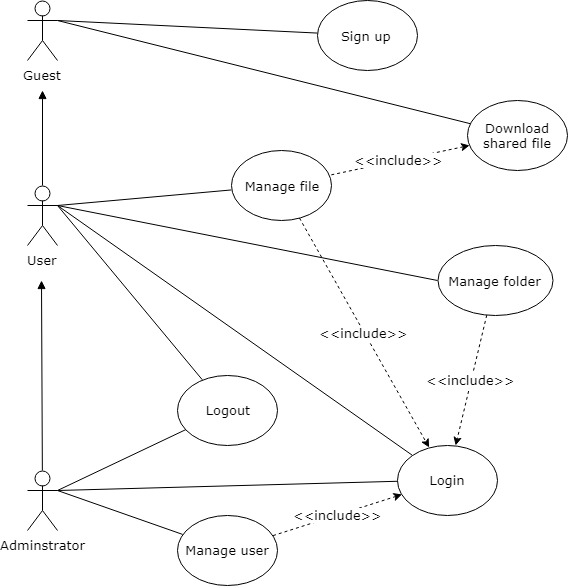 Sign up
Guest
Download
shared file
<<include>>
Manage file
User
Manage folder
<<include>>
<<include>>
Logout
Login
<<include>>
Adminstrator
Manage user